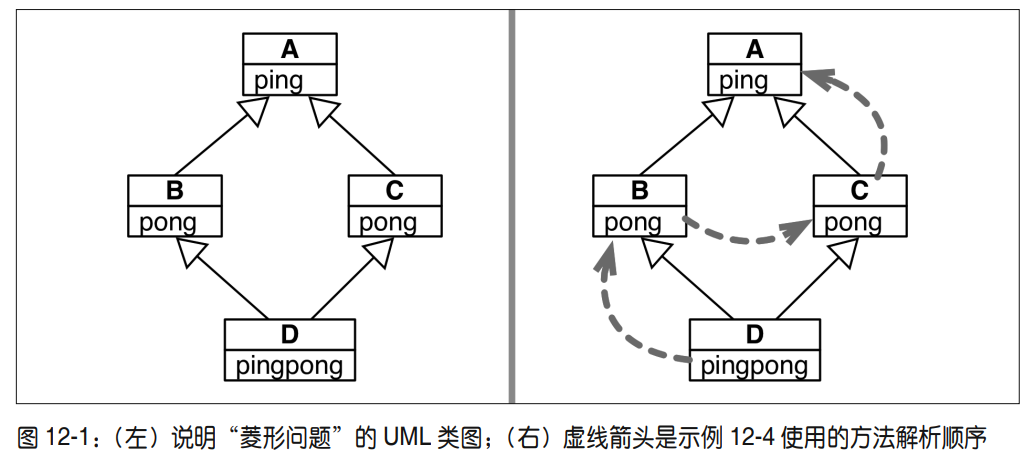 A
ping
B
pong
C
pong
D
pingpong
A
ping
B
pong
C
pong
D
pingpong
图 12-1：（左）说明“菱形问题”的 UML 类图；（右）虚线箭头是示例 12-4 使用的方法解析顺序